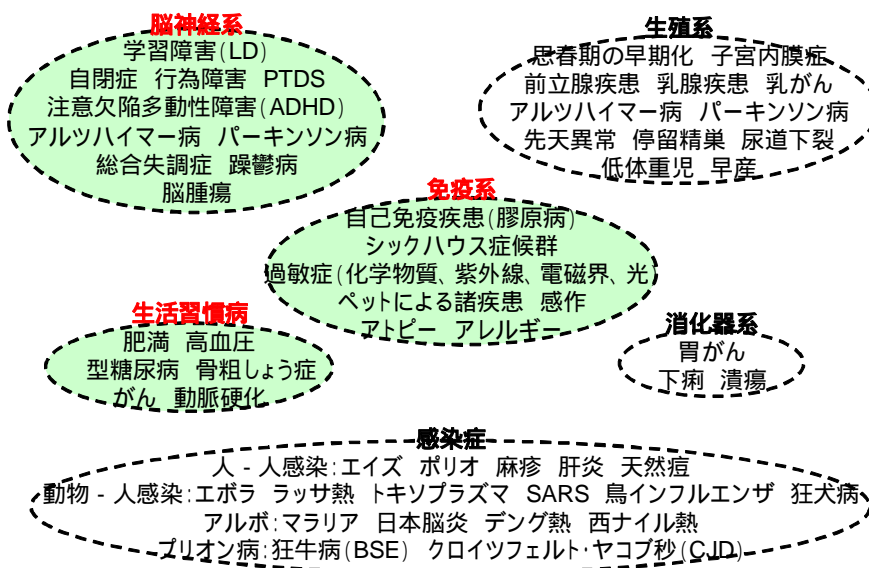 脳神経系
学習障害(LD)
自閉症 行為障害 PTDS
注意欠陥多動性障害(ADHD)
アルツハイマー病 パーキンソン病
総合失調症 躁鬱病
脳腫瘍
生殖系
思春期の早期化 子宮内膜症
前立腺疾患 乳腺疾患 乳がん
アルツハイマー病 パーキンソン病
先天異常 停留精巣 尿道下裂
低体重児 早産
免疫系
自己免疫疾患(膠原病)
シックハウス症候群
過敏症(化学物質、紫外線、電磁界、光)
ペットによる諸疾患 感作
アトピー アレルギー
生活習慣病
肥満 高血圧
型糖尿病 骨粗しょう症
がん 動脈硬化
消化器系
胃がん
下痢 潰瘍
感染症
人 - 人感染:エイズ ポリオ 麻疹 肝炎 天然痘
動物 - 人感染:エボラ ラッサ熱 トキソプラズマ SARS 鳥インフルエンザ 狂犬病
アルボ:マラリア 日本脳炎 デング熱 西ナイル熱
プリオン病:狂牛病(BSE) クロイツフェルト・ヤコブ秒(CJD)